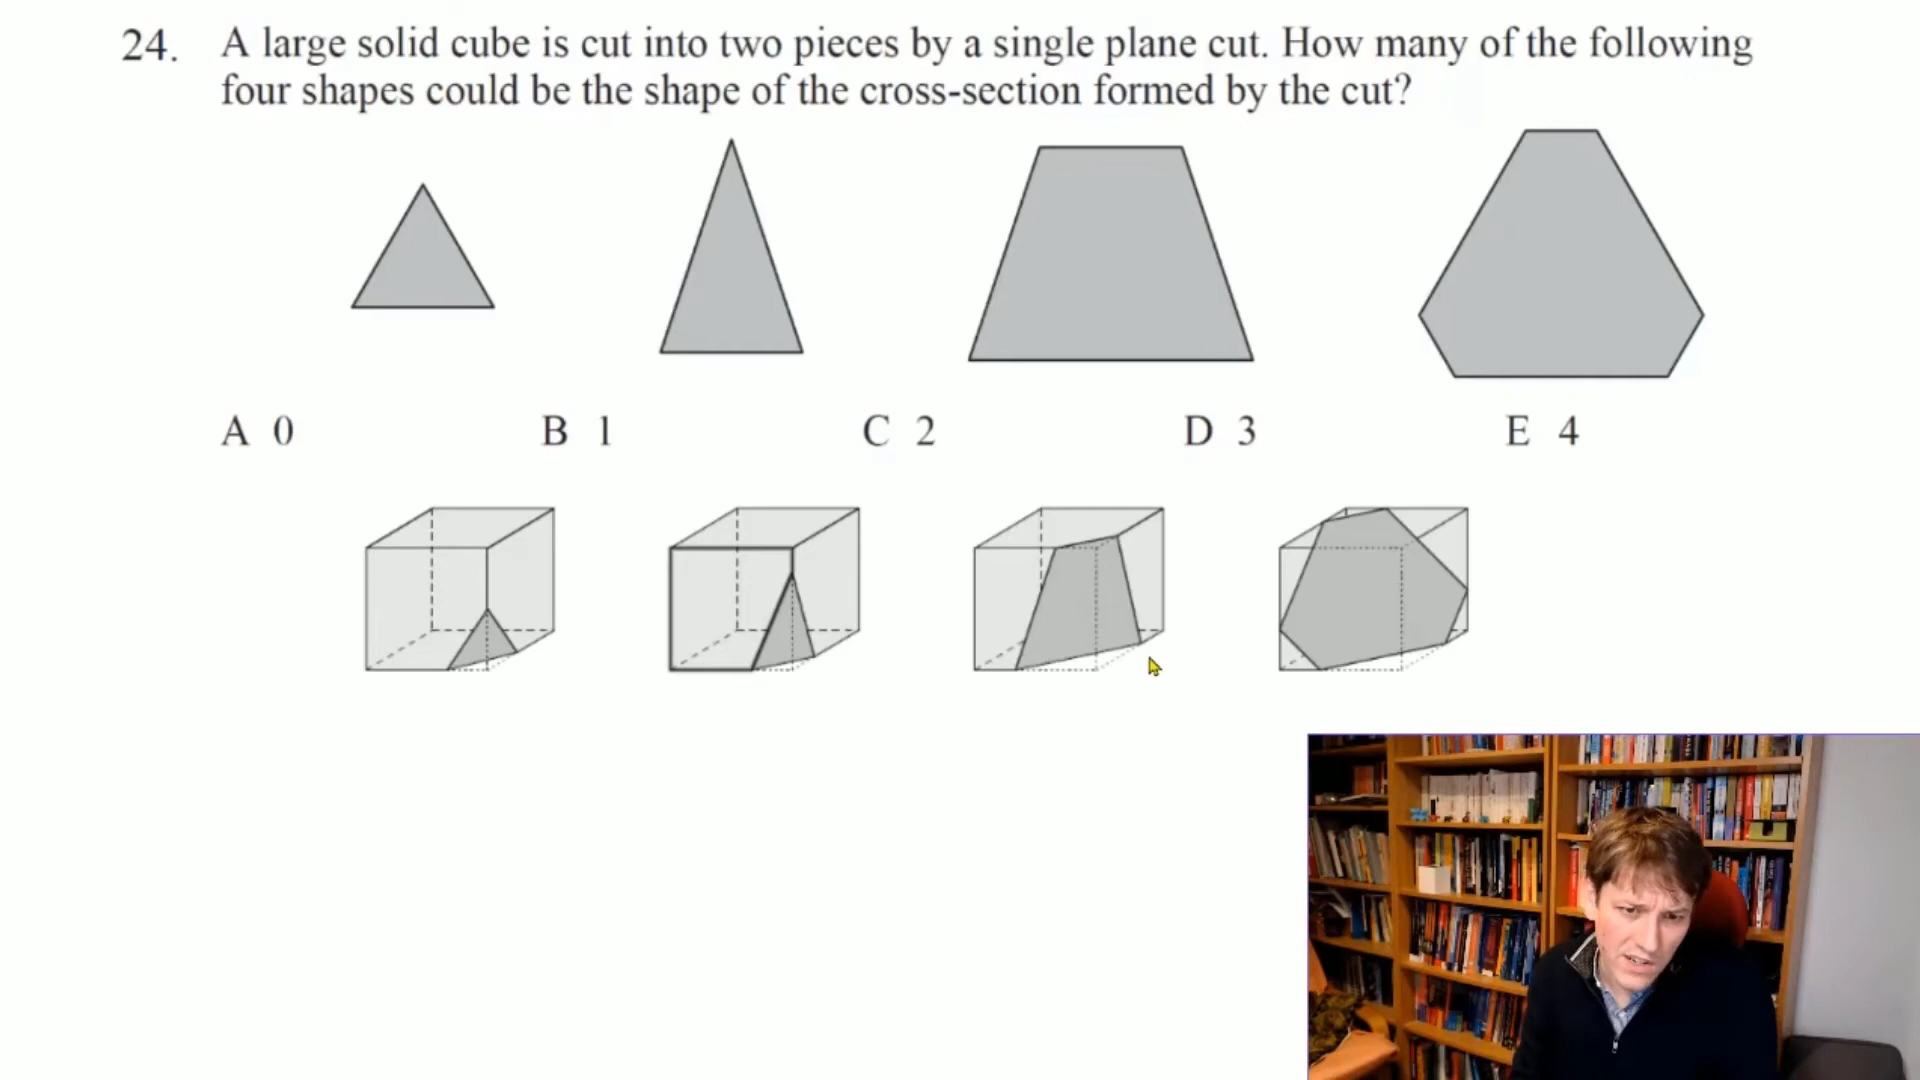 24. A large solid cube is cut into two pieces by a single plane cut. How many of the following
four shapes could be the shape of the cross-section formed by the cut?
A 0 B 1 C 2 D 3 E 4